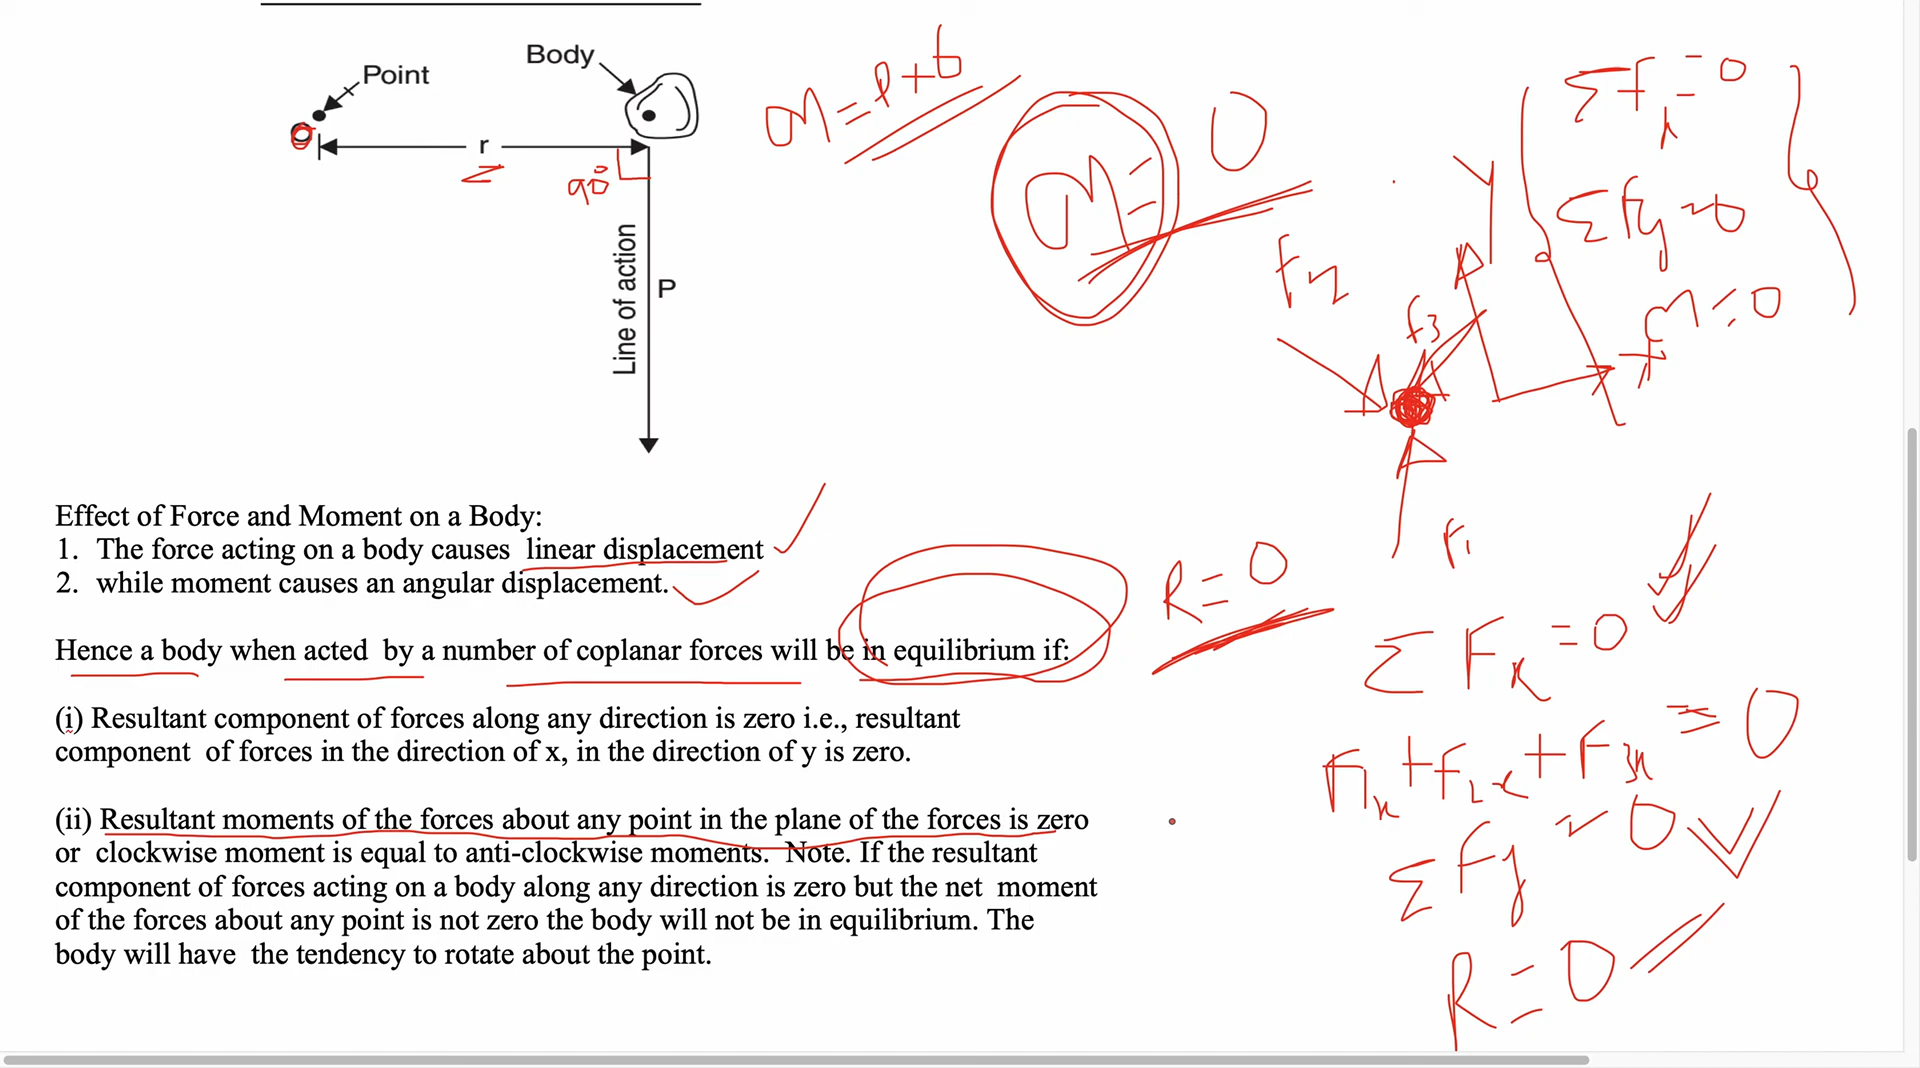 Point
Body
O
r
90°
Line of action
P
M = P + b
M = 0
ΣFx = 0
ΣFy = 0
M = 0
Y
F2
F3
F1
Effect of Force and Moment on a Body:
1. The force acting on a body causes linear displacement
2. while moment causes an angular displacement.
Hence a body when acted by a number of coplanar forces will be in equilibrium if:
R = 0
(i) Resultant component of forces along any direction is zero i.e., resultant
component of forces in the direction of x, in the direction of y is zero.
(ii) Resultant moments of the forces about any point in the plane of the forces is zero
or clockwise moment is equal to anti-clockwise moments. Note. If the resultant
component of forces acting on a body along any direction is zero but the net moment
of the forces about any point is not zero the body will not be in equilibrium. The
body will have the tendency to rotate about the point.
ΣFx = 0
F1x + F2x + F3x = 0
ΣFy = 0
R = 0